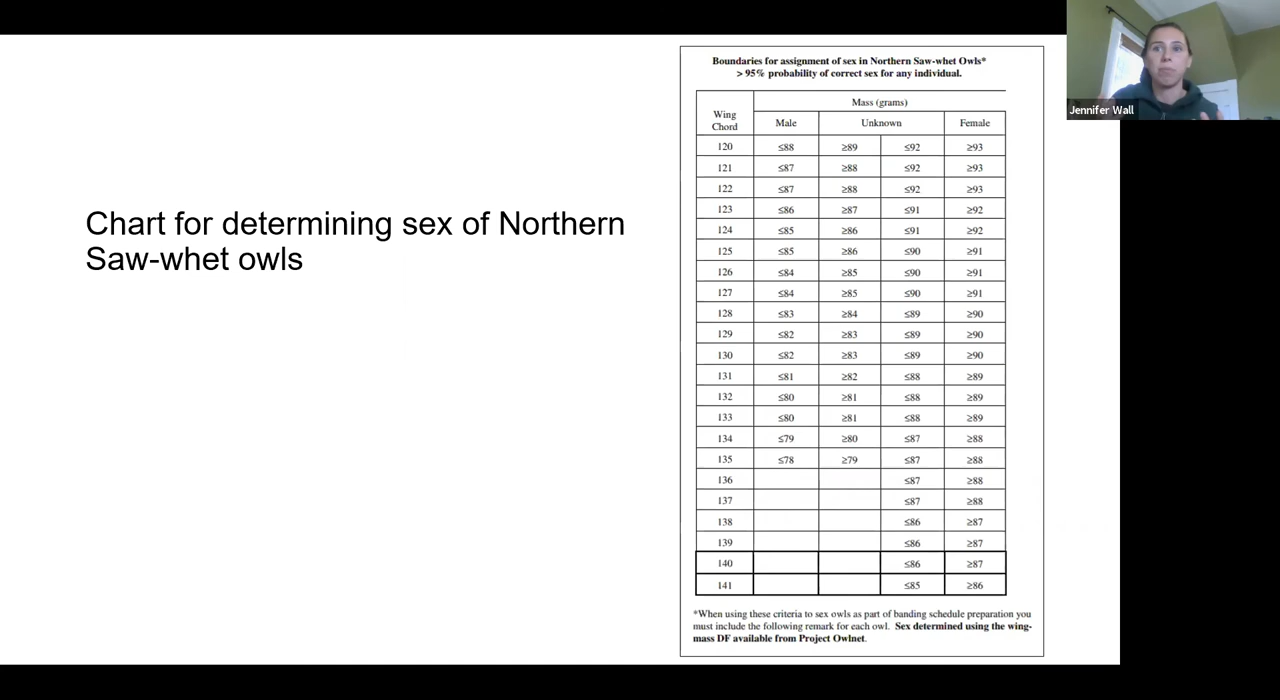 Chart for determining sex of Northern
Saw-whet owls
Boundaries for assignment of sex in Northern Saw-whet Owls*
> 95% probability of correct sex for any individual.
Wing Chord Mass (grams)
Male Unknown Female
120 ≤88 ≥89 ≤92 ≥93
121 ≤87 ≥88 ≤92 ≥93
122 ≤87 ≥88 ≤92 ≥93
123 ≤86 ≥87 ≤91 ≥92
124 ≤85 ≥86 ≤91 ≥92
125 ≤85 ≥86 ≤90 ≥91
126 ≤84 ≥85 ≤90 ≥91
127 ≤84 ≥85 ≤90 ≥91
128 ≤83 ≥84 ≤89 ≥90
129 ≤82 ≥83 ≤89 ≥90
130 ≤82 ≥83 ≤89 ≥90
131 ≤81 ≥82 ≤88 ≥89
132 ≤80 ≥81 ≤88 ≥89
133 ≤80 ≥81 ≤88 ≥89
134 ≤79 ≥80 ≤87 ≥88
135 ≤78 ≥79 ≤87 ≥88
136 ≤87 ≥88
137 ≤87 ≥88
138 ≤86 ≥87
139 ≤86 ≥87
140 ≤86 ≥87
141 ≤85 ≥86
*When using these criteria to sex owls as part of banding schedule preparation you
must include the following remark for each owl. Sex determined using the wing-
mass DF available from Project Owlnet.
Jennifer Wall